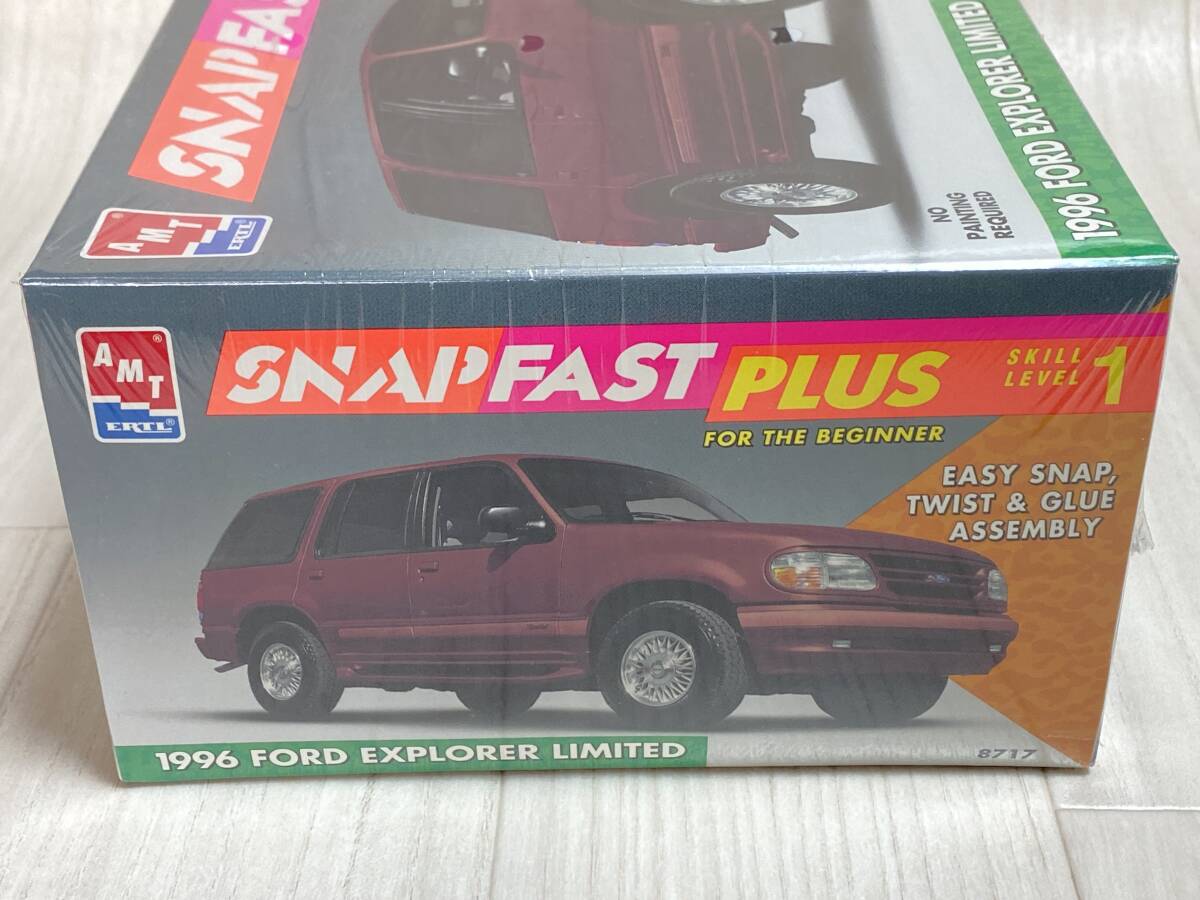 SNAPFAS
AMT
ERTL®
NO
PAINTING
REQUIRED
1996 FORD EXPLORER LIMITED
AMT®
ERTL®
SNAPFAST PLUS
SKILL
LEVEL 1
FOR THE BEGINNER
EASY SNAP,
TWIST & GLUE
ASSEMBLY
1996 FORD EXPLORER LIMITED
8717